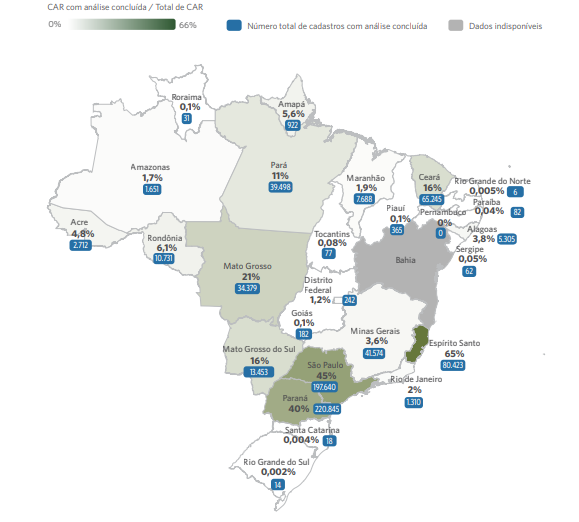 CAR com análise concluída / Total de CAR
0%
66%
Número total de cadastros com análise concluída
Dados indisponíveis
Roraima
0,1%
31
Amapá
5,6%
922
Amazonas
1,7%
1.651
Pará
11%
39.498
Maranhão
1,9%
7.688
Ceará
16%
65.245
Rio Grande do Norte
0,005% 6
Paraíba
0,04% 82
Piauí
0,1%
365
Pernambuco
0%
0
Alagoas
3,8% 5.305
Sergipe
0,05%
62
Acre
4,8%
2.712
Rondônia
6,1%
10.731
Tocantins
0,08%
77
Mato Grosso
21%
34.379
Bahia
Distrito
Federal
1,2% 242
Goiás
0,1%
182
Minas Gerais
3,6%
41.574
Espírito Santo
65%
80.423
Mato Grosso do Sul
16%
13.453
São Paulo
45%
197.640
Rio de Janeiro
2%
1.310
Paraná
40% 220.845
Santa Catarina
0,004% 18
Rio Grande do Sul
0,002%
14